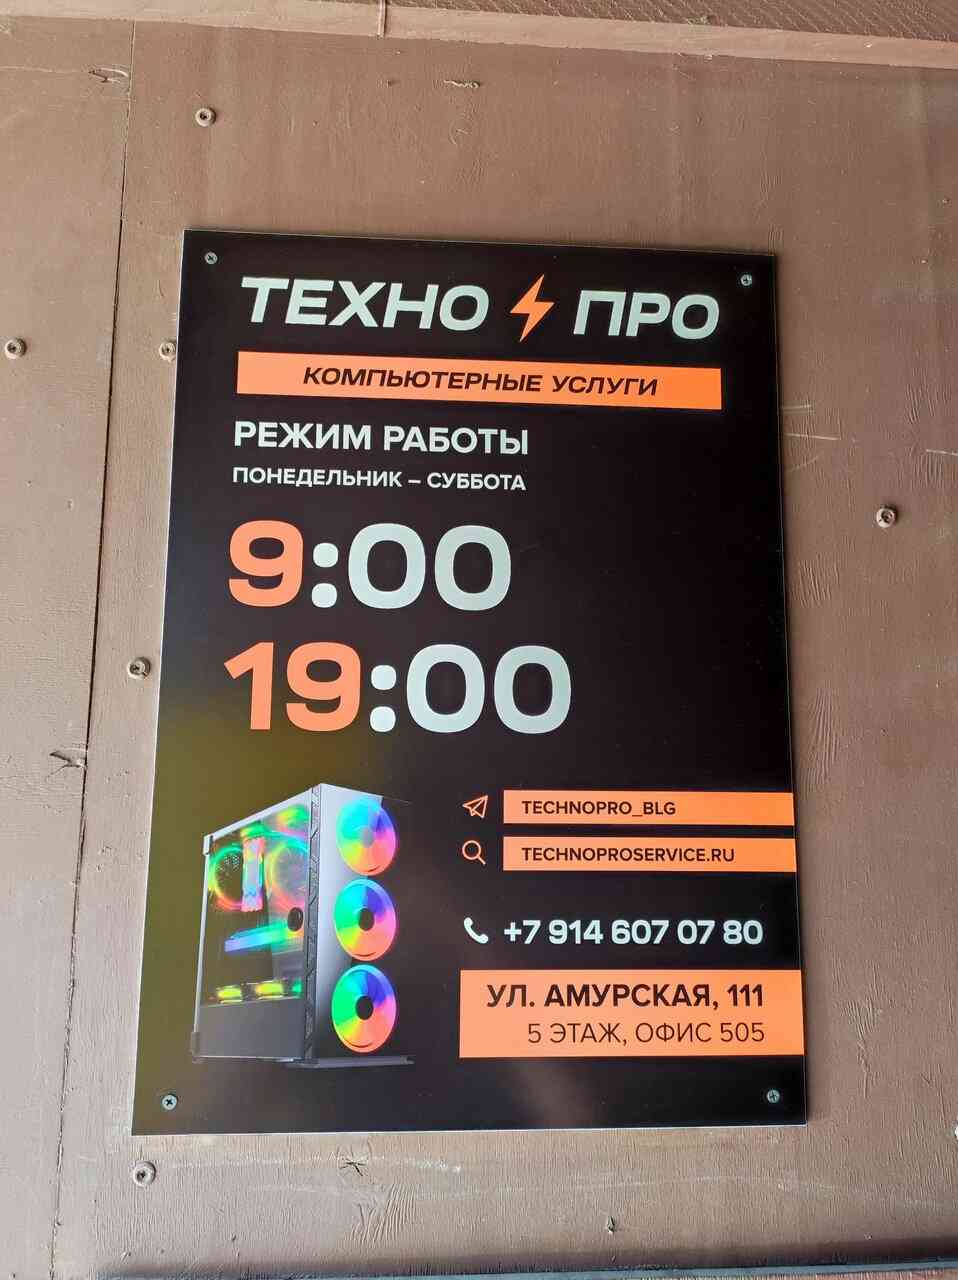 ТЕХНО ПРО
КОМПЬЮТЕРНЫЕ УСЛУГИ
РЕЖИМ РАБОТЫ
ПОНЕДЕЛЬНИК – СУББОТА
9:00
19:00
TECHNOPRO_BLG
TECHNOPROSERVICE.RU
+7 914 607 07 80
УЛ. АМУРСКАЯ, 111
5 ЭТАЖ, ОФИС 505